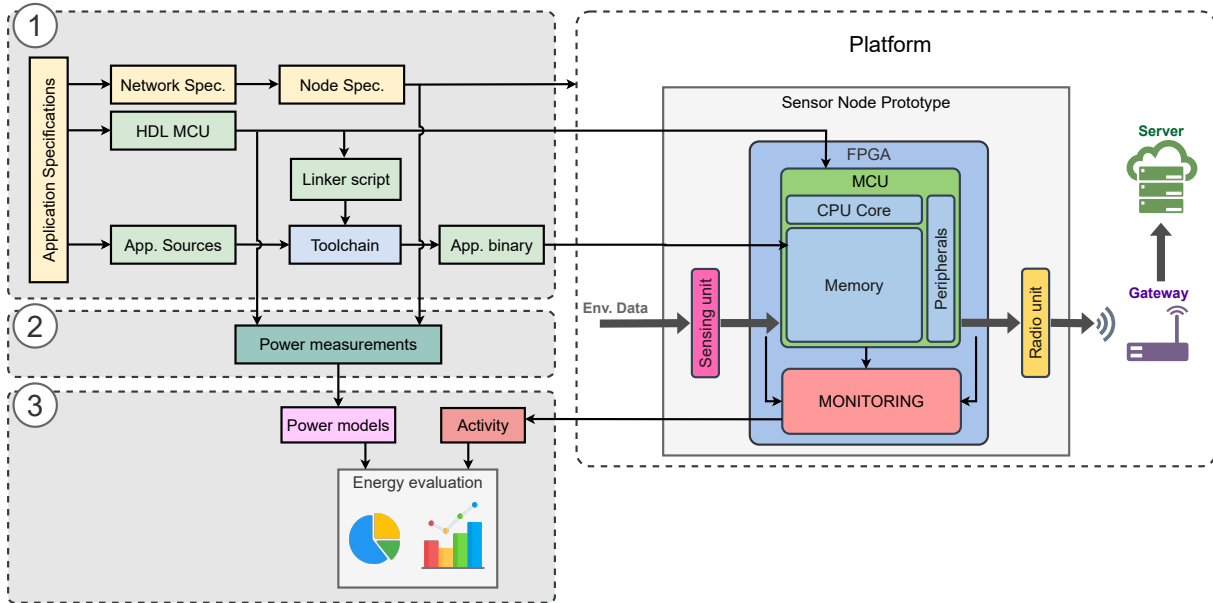 1
Application Specifications
Network Spec.
Node Spec.
HDL MCU
Linker script
App. Sources
Toolchain
App. binary
2
Power measurements
3
Power models
Activity
Energy evaluation
Platform
Sensor Node Prototype
FPGA
MCU
CPU Core
Memory
Peripherals
MONITORING
Env. Data
Sensing unit
Radio unit
Server
Gateway